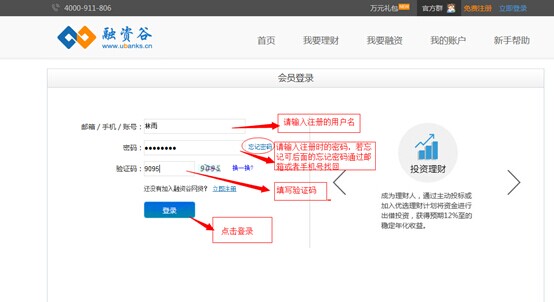 4000-911-806 万元礼包 NEW 官方群 免费注册 立即登录
融资谷
www.ubanks.cn
首页 我要理财 我要融资 我的账户 新手帮助
会员登录
邮箱 / 手机 / 账号： 林雨
请输入注册的用户名
密码： ●●●●●●●● 忘记密码
请输入注册时的密码，若忘
记可后面的忘记密码通过邮
箱或者手机号找回
验证码： 9095 9095 换一换!
填写验证码
还没有加入融资谷网贷？ 立即注册
登录
点击登录
投资理财
成为理财人，通过主动投标或
加入优选理财计划将资金进行
出借投资，获得预期12%至的
稳定年化收益。